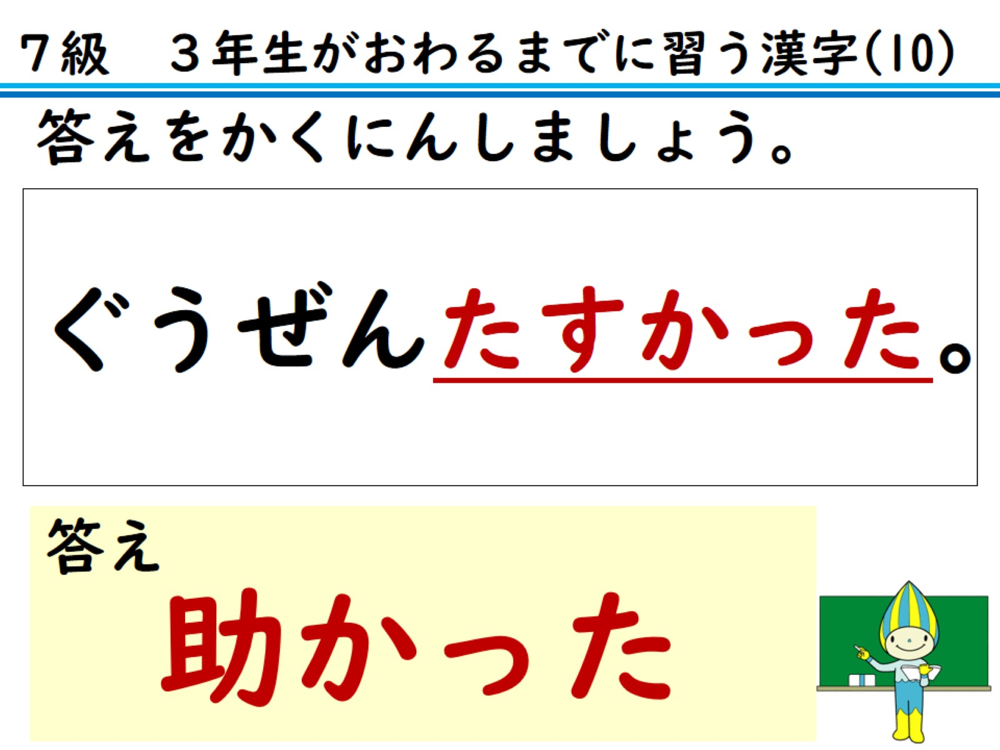 ７級　３年生がおわるまでに習う漢字(10)
答えをかくにんしましょう。
ぐうぜんたすかった。
答え
助かった